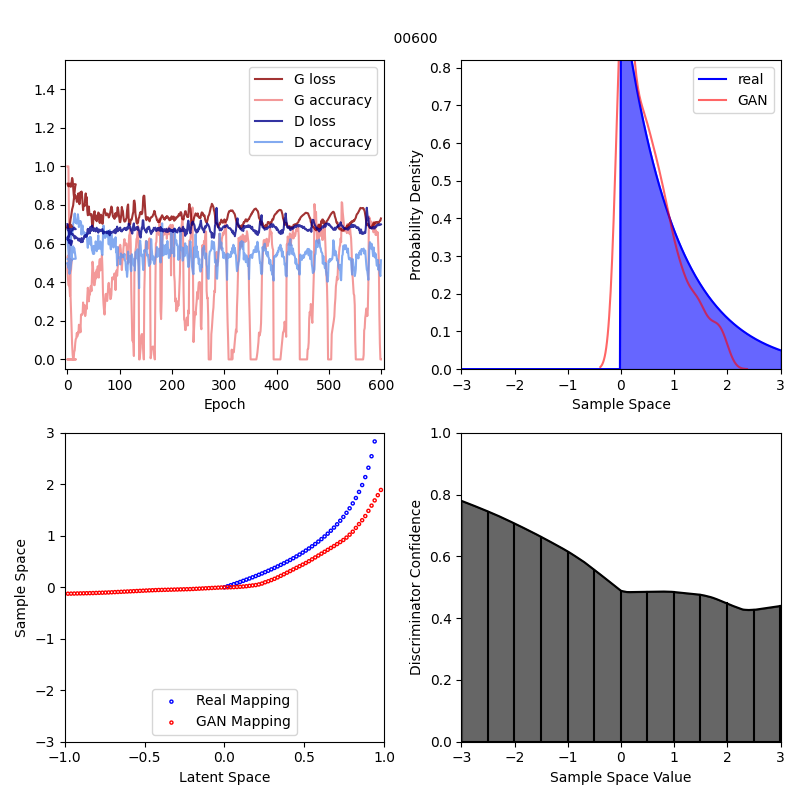 00600
G loss
G accuracy
D loss
D accuracy
0.0
0.2
0.4
0.6
0.8
1.0
1.2
1.4
0 100 200 300 400 500 600
Epoch
real
GAN
Probability Density
0.0
0.1
0.2
0.3
0.4
0.5
0.6
0.7
0.8
−3 −2 −1 0 1 2 3
Sample Space
Sample Space
3
2
1
0
−1
−2
−3
Real Mapping
GAN Mapping
−1.0 −0.5 0.0 0.5 1.0
Latent Space
Discriminator Confidence
1.0
0.8
0.6
0.4
0.2
0.0
−3 −2 −1 0 1 2 3
Sample Space Value